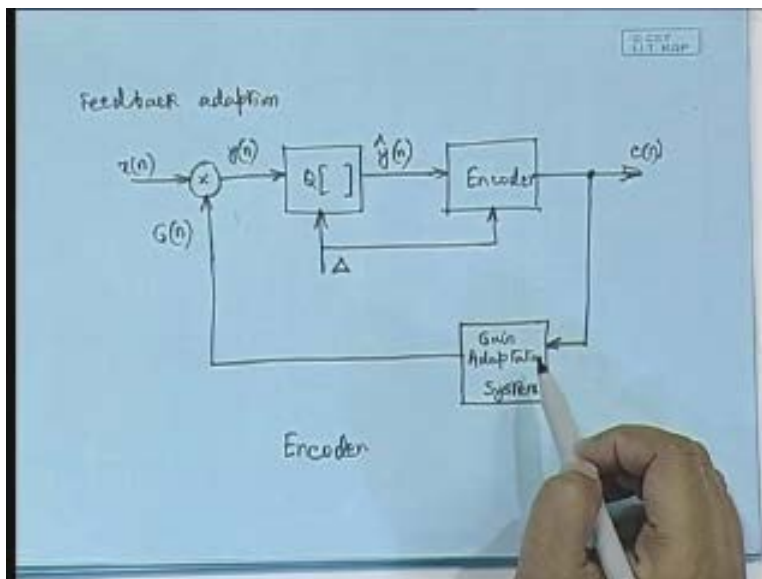 Feedback adaption
x(n)
y(n)
Q[ ]
ŷ(n)
Encoder
c(n)
G(n)
Δ
Gain
Adaptation
System
Encoder